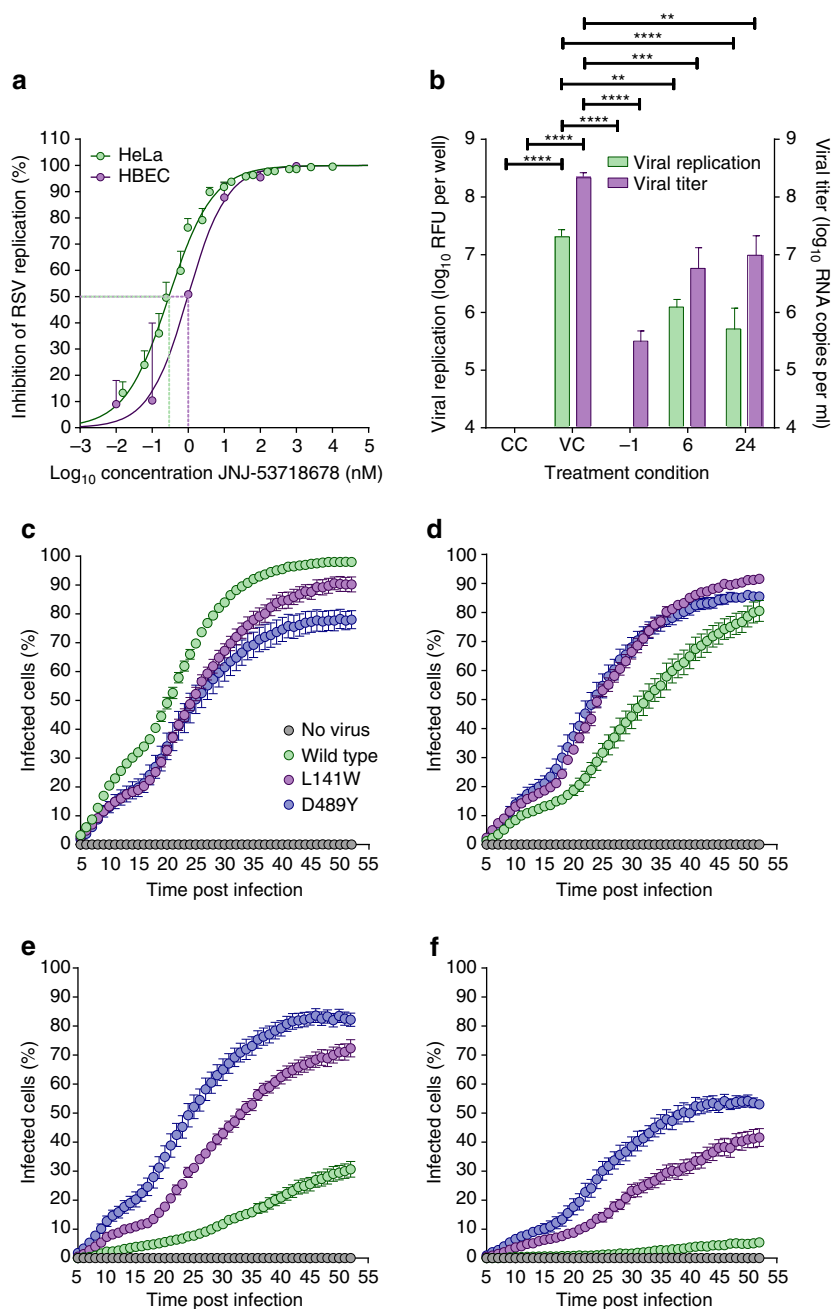 a
Inhibition of RSV replication (%)
110
100
90
80
70
60
50
40
30
20
10
0
HeLa
HBEC
–3 –2 –1 0 1 2 3 4 5
Log10 concentration JNJ-53718678 (nM)
b
**
****
***
**
****
****
****
****
Viral replication (log10 RFU per well)
9
8
7
6
5
4
Viral replication
Viral titer
9
8
7
6
5
4
Viral titer (log10 RNA copies per ml)
CC VC –1 6 24
Treatment condition
c
Infected cells (%)
100
90
80
70
60
50
40
30
20
10
0
No virus
Wild type
L141W
D489Y
5 10 15 20 25 30 35 40 45 50 55
Time post infection
d
Infected cells (%)
100
90
80
70
60
50
40
30
20
10
0
5 10 15 20 25 30 35 40 45 50 55
Time post infection
e
Infected cells (%)
100
90
80
70
60
50
40
30
20
10
0
5 10 15 20 25 30 35 40 45 50 55
Time post infection
f
Infected cells (%)
100
90
80
70
60
50
40
30
20
10
0
5 10 15 20 25 30 35 40 45 50 55
Time post infection